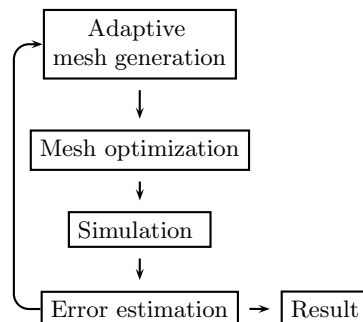 Adaptive
mesh generation
Mesh optimization
Simulation
Error estimation
Result